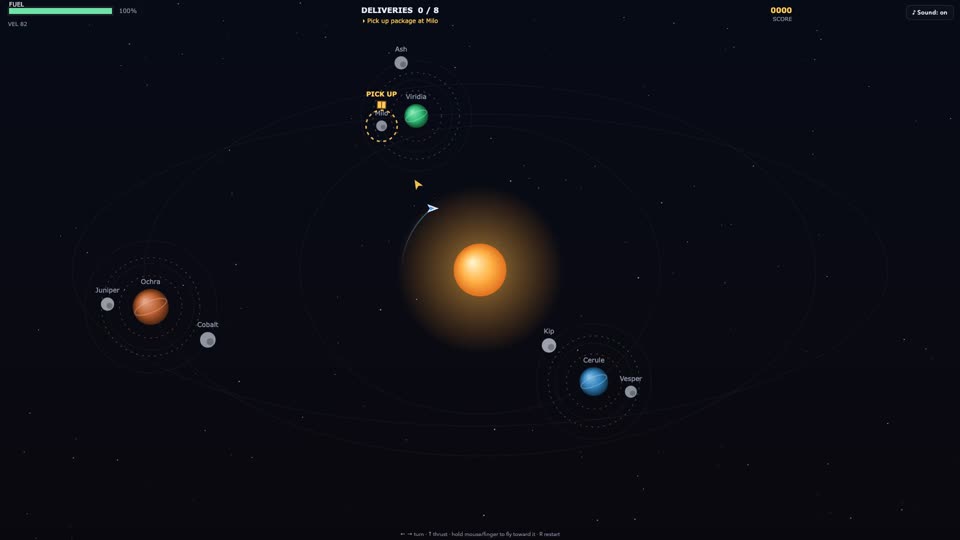 FUEL
100%
VEL 82
DELIVERIES 0 / 8
› Pick up package at Milo
0000
SCORE
♪ Sound: on
Ash
PICK UP
Milo
Viridia
Ochra
Juniper
Cobalt
Kip
Cerule
Vesper
← → turn · ↑ thrust · hold mouse/finger to fly toward it · R restart